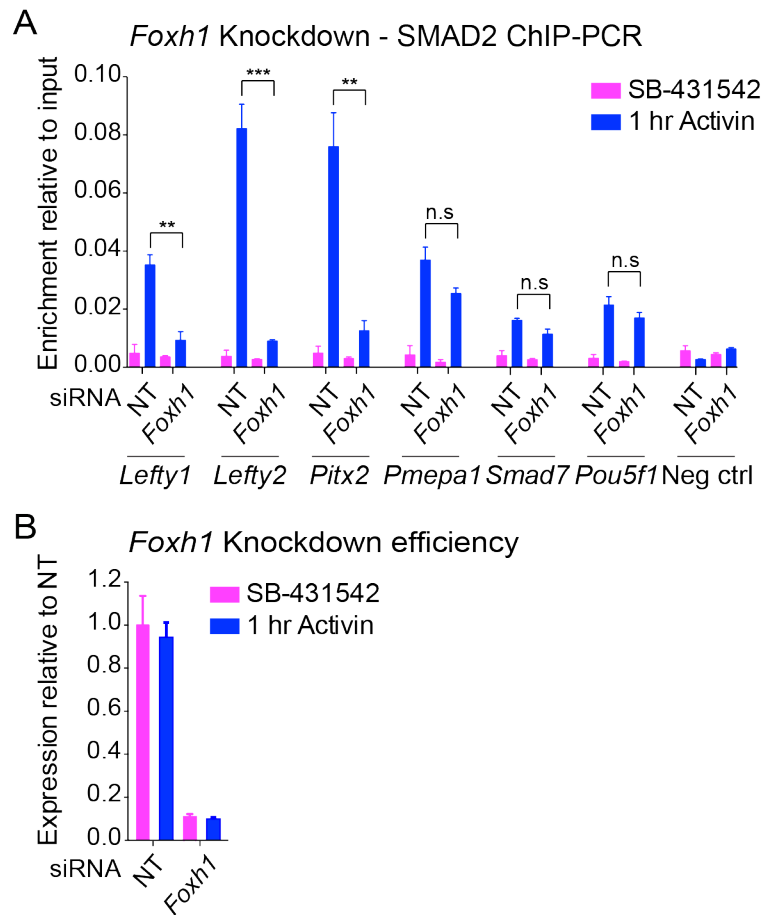 A
Foxh1 Knockdown - SMAD2 ChIP-PCR
Enrichment relative to input
0.10
0.08
0.06
0.04
0.02
0.00
SB-431542
1 hr Activin
**
***
**
n.s
n.s
n.s
siRNA
NT Foxh1 NT Foxh1 NT Foxh1 NT Foxh1 NT Foxh1 NT Foxh1 NT Foxh1
Lefty1 Lefty2 Pitx2 Pmepa1 Smad7 Pou5f1 Neg ctrl
B
Foxh1 Knockdown efficiency
Expression relative to NT
1.2
1.0
0.8
0.6
0.4
0.2
0.0
SB-431542
1 hr Activin
siRNA
NT Foxh1